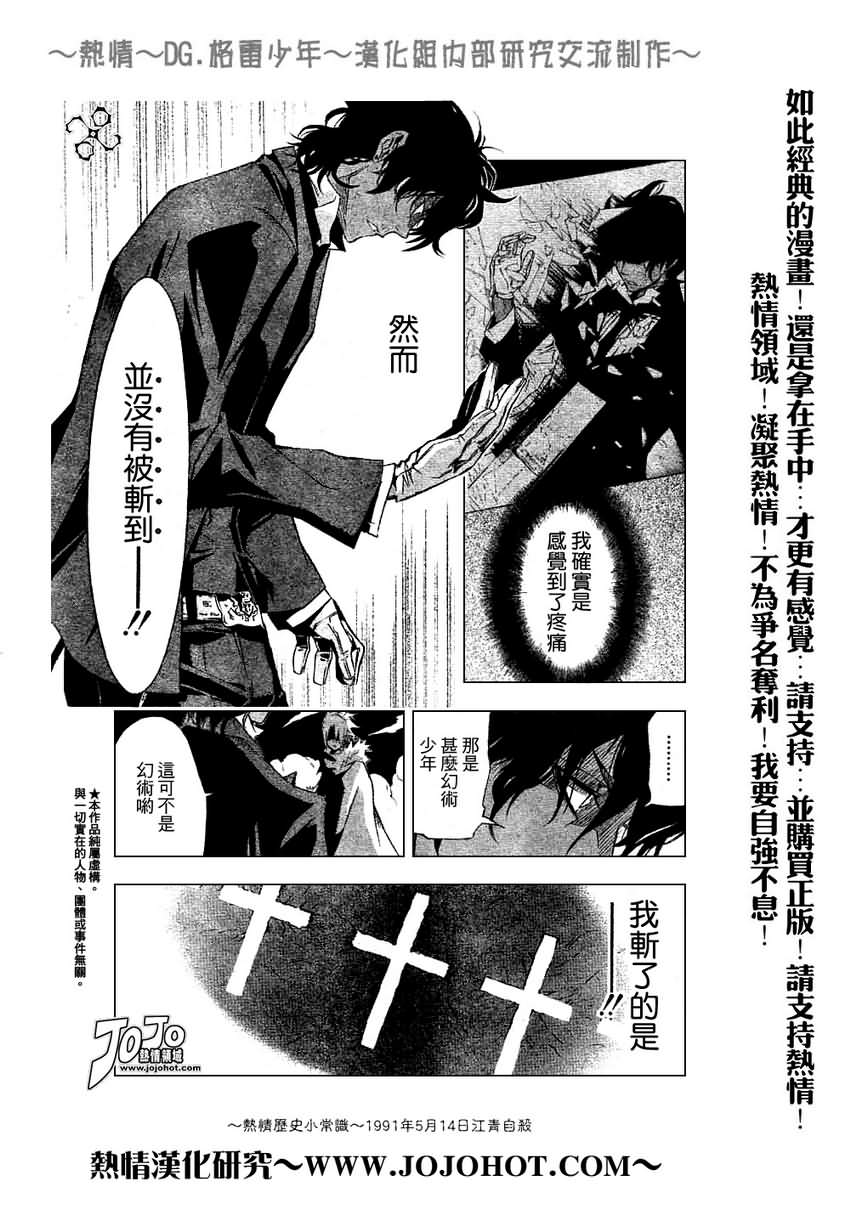 ～熱情～DG.格雷少年～漢化組内部研究交流制作～
如此經典的漫畫！還是拿在手中…才更有感覺…請支持…並購買正版！請支持熱情！
熱情領域！凝聚熱情！不為爭名奪利！我要自強不息！
我確實是
感覺到了疼痛
然而
並沒有被斬到──!!
………
那是
甚麼幻術
少年
這可不是
幻術喲
我斬了的是──!!
★本作品純屬虛構。
與一切實在的人物、團體或事件無關。
JOJO
熱情領域
www.jojohot.com
～熱情歷史小常識～1991年5月14日江青自殺
熱情漢化研究～WWW.JOJOHOT.COM～